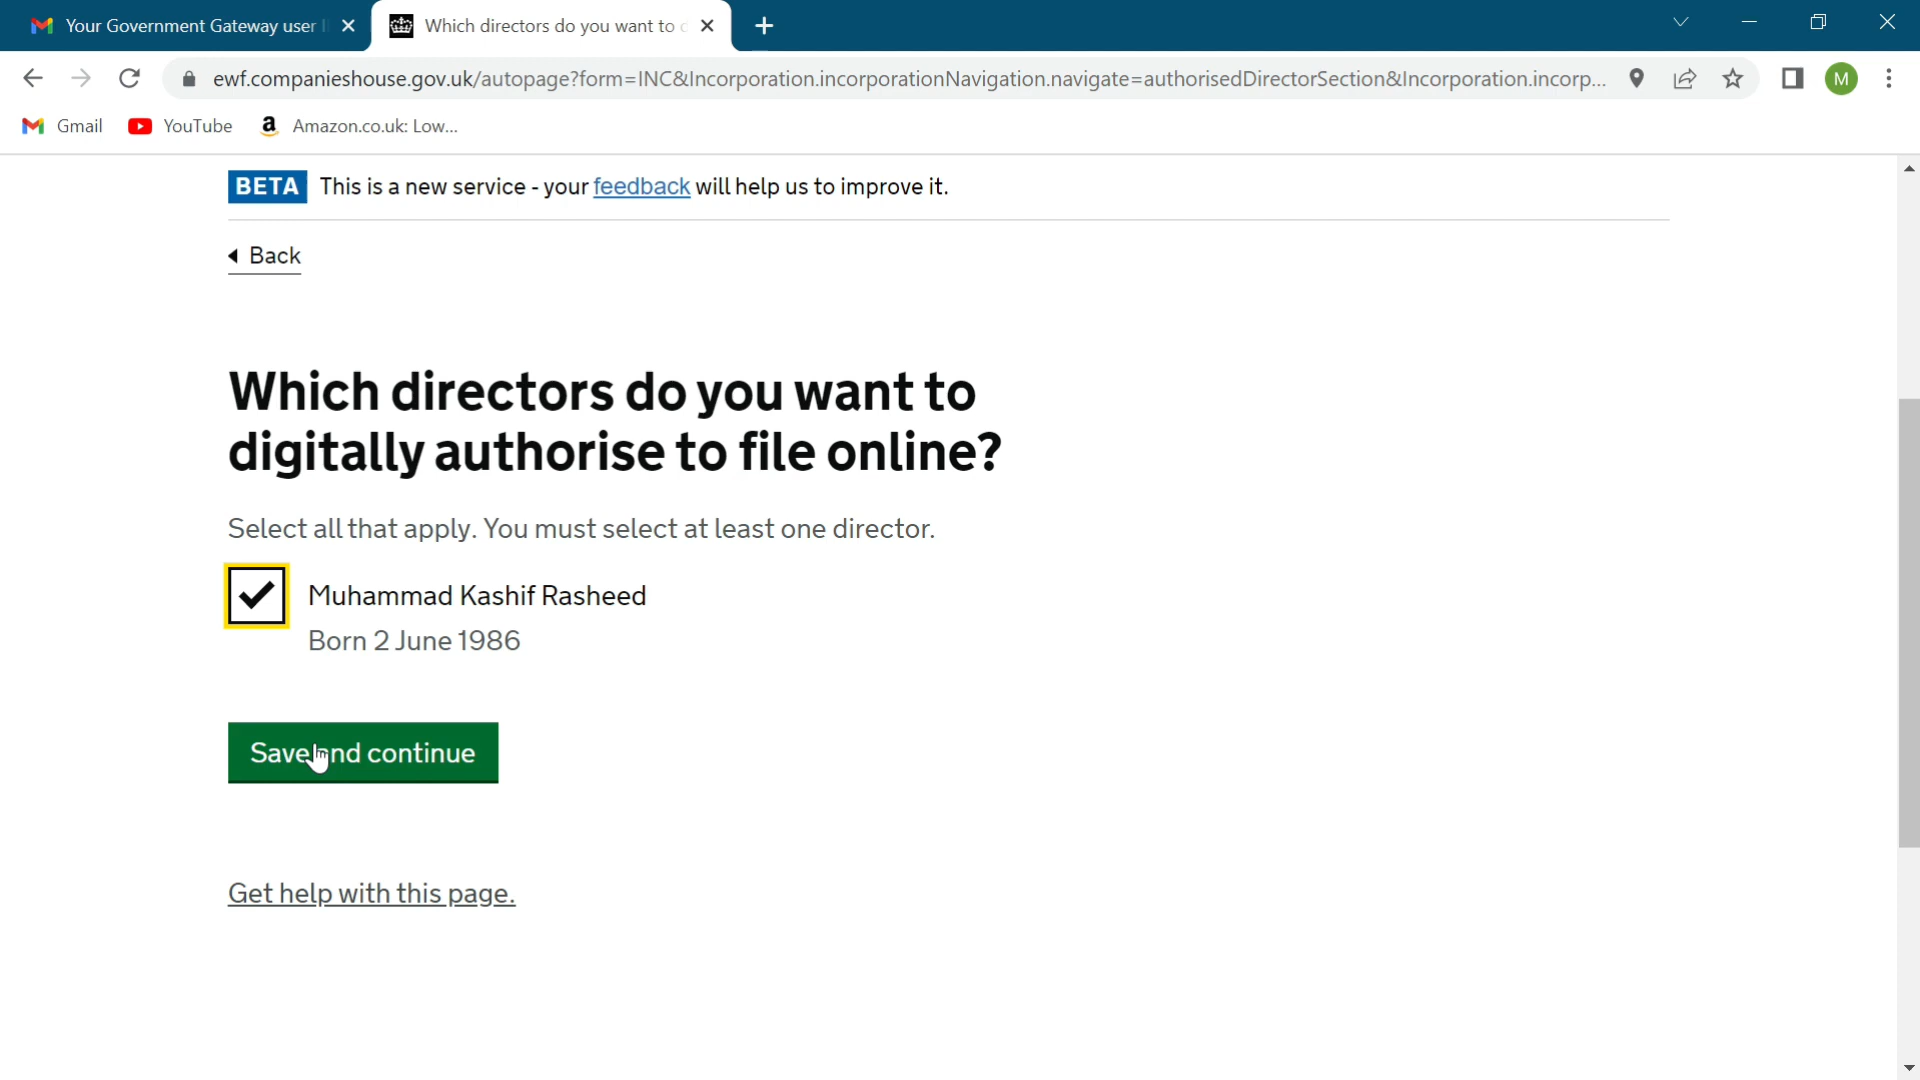 Your Government Gateway user I
Which directors do you want to
ewf.companieshouse.gov.uk/autopage?form=INC&Incorporation.incorporationNavigation.navigate=authorisedDirectorSection&Incorporation.incorp...
M
Gmail
YouTube
a Amazon.co.uk: Low...
BETA This is a new service - your feedback will help us to improve it.
Back
Which directors do you want to
digitally authorise to file online?
Select all that apply. You must select at least one director.
Muhammad Kashif Rasheed
Born 2 June 1986
Save and continue
Get help with this page.